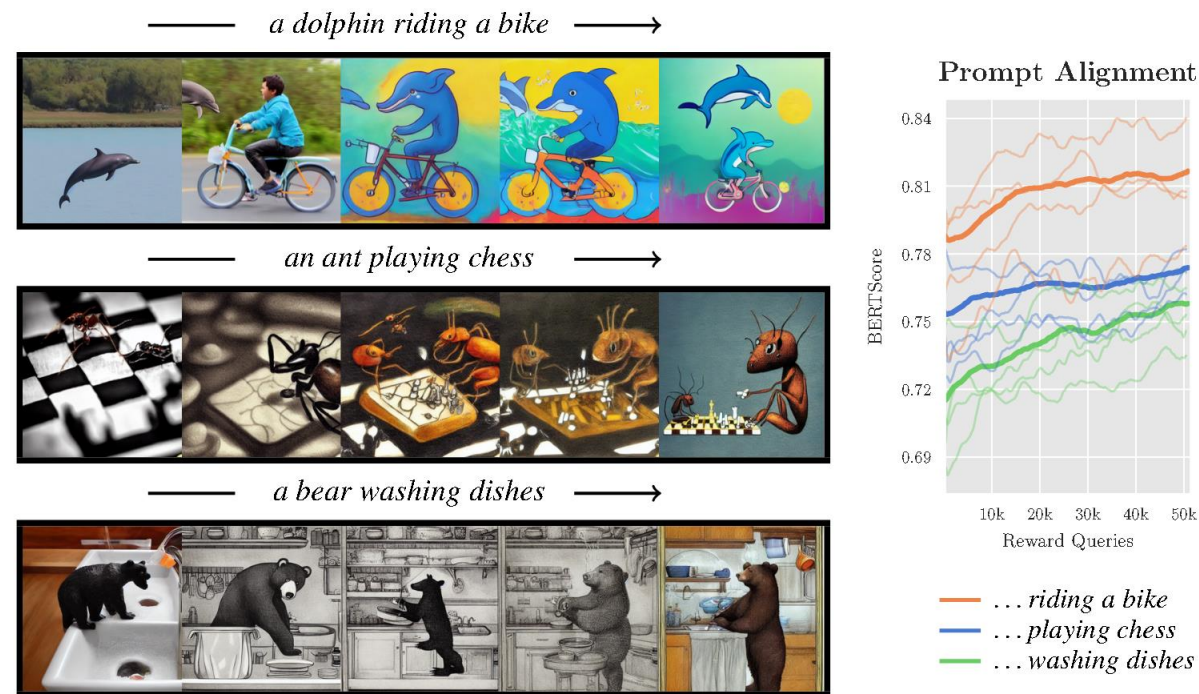 a dolphin riding a bike
an ant playing chess
a bear washing dishes
Prompt Alignment
BERTScore
0.84
0.81
0.78
0.75
0.72
0.69
10k 20k 30k 40k 50k
Reward Queries
... riding a bike
... playing chess
... washing dishes